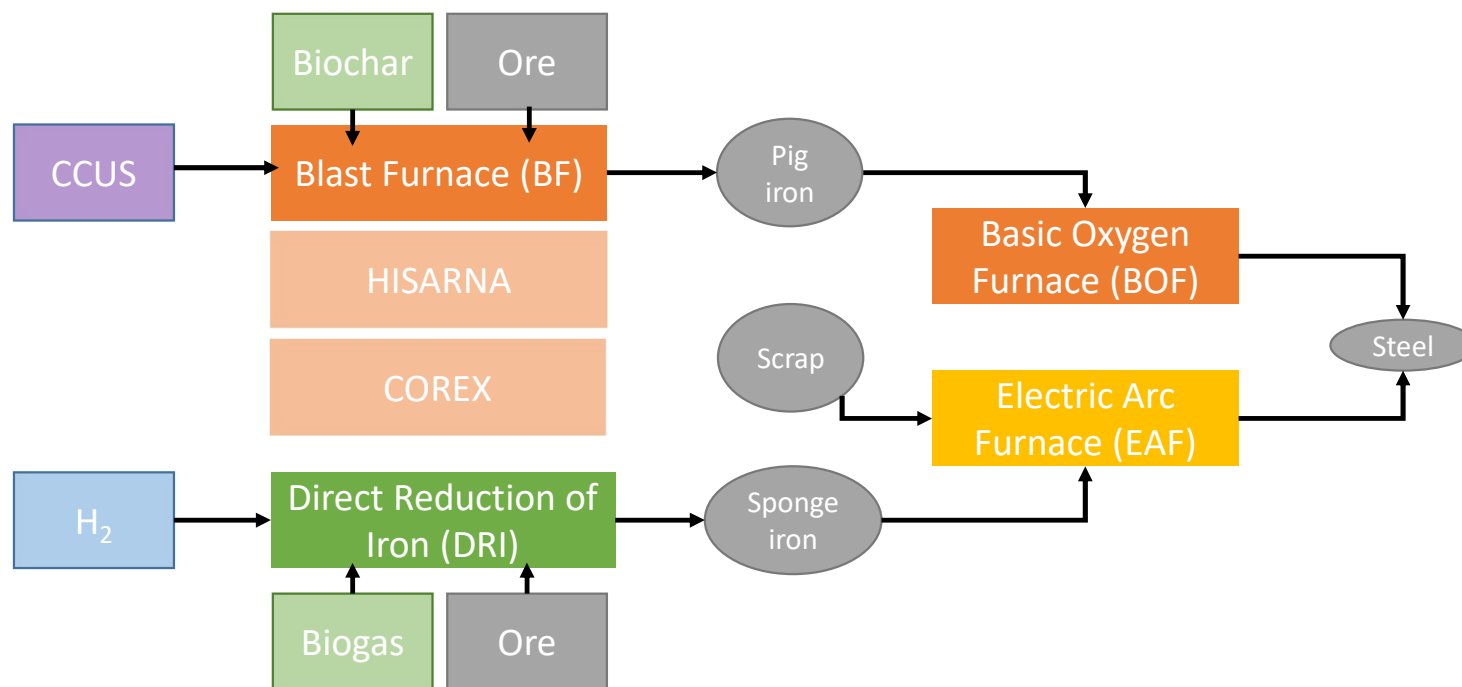 Biochar
Ore
CCUS
Blast Furnace (BF)
Pig
iron
Basic Oxygen
Furnace (BOF)
HISARNA
Scrap
Steel
COREX
Electric Arc
Furnace (EAF)
H₂
Direct Reduction of
Iron (DRI)
Sponge
iron
Biogas
Ore